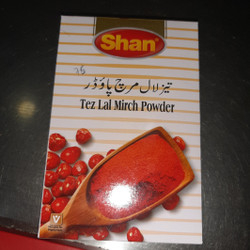 Shan
تیز لال مرچ پاؤڈر
Tez Lal Mirch Powder